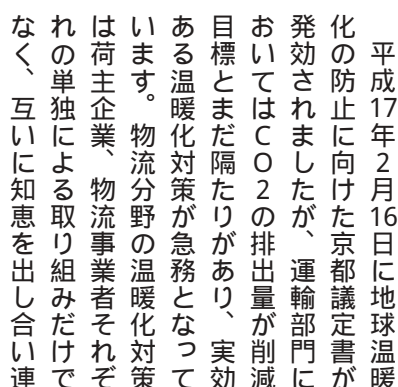 平成17年2月16日に地球温暖
化の防止に向けた京都議定書が
発効されましたが、運輸部門に
おいてはCO2の排出量が削減
目標とまだ隔たりがあり、実効
ある温暖化対策が急務となって
います。物流分野の温暖化対策
は荷主企業、物流事業者それぞ
れの単独による取り組みだけで
なく、互いに知恵を出し合い連